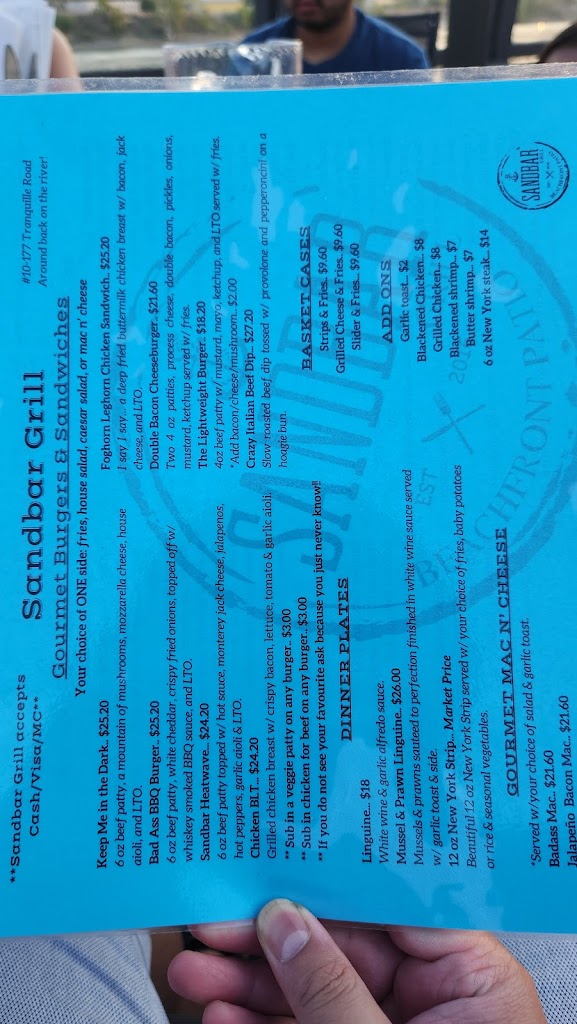 **Sandbar Grill accepts
Cash/Visa/MC**
#10-177 Tranquille Road
Around back on the river!
Sandbar Grill
Gourmet Burgers & Sandwiches
Your choice of ONE side: fries, house salad, caesar salad, or mac n' cheese
Keep Me in the Dark.. $25.20
6 oz beef patty, a mountain of mushrooms, mozzarella cheese, house
aioli, and LTO.
Bad Ass BBQ Burger.. $25.20
6 oz beef patty, white cheddar, crispy fried onions, topped off w/
whiskey smoked BBQ sauce, and LTO.
Sandbar Heatwave.. $24.20
6 oz beef patty topped w/ hot sauce, monterey jack cheese, jalapenos,
hot peppers, garlic aioli & LTO.
Chicken BLT.. $24.20
Grilled chicken breast w/ crispy bacon, lettuce, tomato & garlic aioli.
** Sub in a veggie patty on any burger.. $3.00
** Sub in chicken for beef on any burger.. $3.00
** If you do not see your favourite ask because you just never know!!
Foghorn Leghorn Chicken Sandwich. $25.20
I say I say... a deep fried buttermilk chicken breast w/ bacon, jack
cheese, and LTO.
Double Bacon Cheeseburger.. $21.60
Two 4 oz patties, process cheese, double bacon, pickles, onions,
mustard, ketchup served w/ fries.
The Lightweight Burger.. $18.20
4oz beef patty w/ mustard, mayo, ketchup, and LTO served w/ fries.
*Add bacon/cheese/mushroom.. $2.00
Crazy Italian Beef Dip... $27.20
Slow roasted beef dip tossed w/ provolone and pepperoncini on a
hoagie bun.
DINNER PLATES
Linguine... $18
White wine & garlic alfredo sauce.
Mussel & Prawn Linguine.. $26.00
Mussels & prawns sauteed to perfection finished in white wine sauce served
w/ garlic toast & side.
12 oz New York Strip... Market Price
Beautiful 12 oz New York Strip served w/ your choice of fries, baby potatoes
or rice & seasonal vegetables.
BASKET CASES
Strips & Fries.. $9.60
Grilled Cheese & Fries. $9.60
Slider & Fries.. $9.60
ADD ONS
Garlic toast.. $2
Blackened Chicken.. $8
Grilled Chicken.. $8
Blackened shrimp... $7
Butter shrimp... $7
6 oz New York steak.. $14
GOURMET MAC N' CHEESE
*Served w/your choice of salad & garlic toast.
Badass Mac. $21.60
Jalapeño Bacon Mac.. $21.60
SANDBAR
EST
BEACHFRONT PATIO
SANDBAR